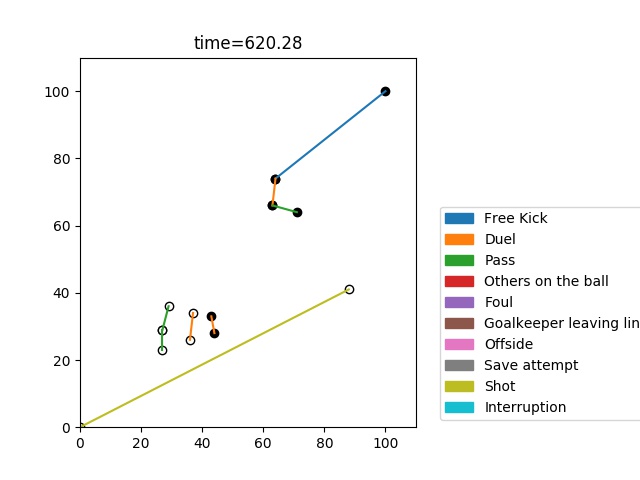 time=620.28
100
80
60
40
20
0
0 20 40 60 80 100
Free Kick
Duel
Pass
Others on the ball
Foul
Goalkeeper leaving lin
Offside
Save attempt
Shot
Interruption